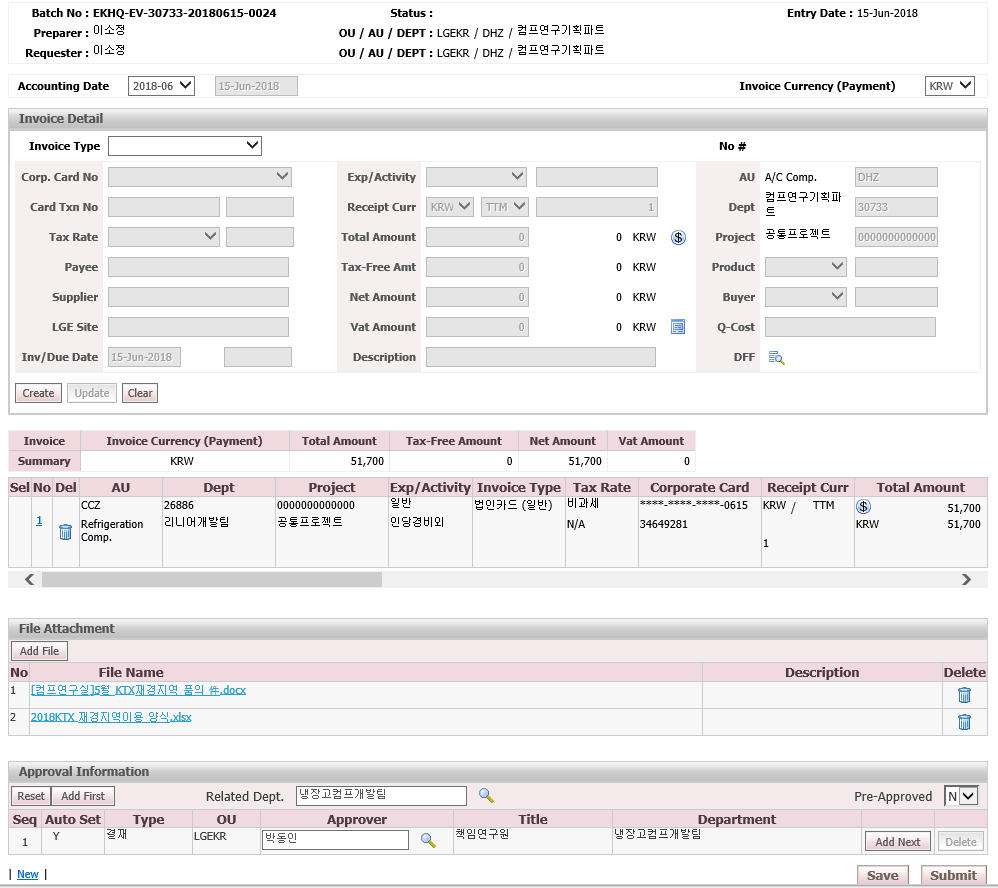 Batch No : EKHQ-EV-30733-20180615-0024 Status : Entry Date : 15-Jun-2018
Preparer : 이소정 OU / AU / DEPT : LGEKR / DHZ / 컴프연구기획파트
Requester : 이소정 OU / AU / DEPT : LGEKR / DHZ / 컴프연구기획파트
Accounting Date 2018-06 15-Jun-2018 Invoice Currency (Payment) KRW
Invoice Detail
Invoice Type No #
Corp. Card No Exp/Activity AU A/C Comp. DHZ
Card Txn No Receipt Curr KRW TTM 1 Dept 컴프연구기획파트 30733
Tax Rate Total Amount 0 0 KRW Project 공통프로젝트 0000000000000
Payee Tax-Free Amt 0 0 KRW Product
Supplier Net Amount 0 0 KRW Buyer
LGE Site Vat Amount 0 0 KRW Q-Cost
Inv/Due Date 15-Jun-2018 Description DFF
Create Update Clear
Invoice Invoice Currency (Payment) Total Amount Tax-Free Amount Net Amount Vat Amount
Summary KRW 51,700 0 51,700 0
Sel No Del AU Dept Project Exp/Activity Invoice Type Tax Rate Corporate Card Receipt Curr Total Amount
1 CCZ 26886 0000000000000 일반 법인카드 (일반) 비과세 ****-****-****-0615 KRW / TTM 51,700
Refrigeration Comp. 리니어개발팀 공통프로젝트 인당경비외 N/A 34649281 KRW 51,700
1
File Attachment
Add File
No File Name Description Delete
1 [컴프연구실]5월 KTX재경지역 품의 件.docx
2 2018KTX 재경지역이용 양식.xlsx
Approval Information
Reset Add First Related Dept. 냉장고컴프개발팀 Pre-Approved N
Seq Auto Set Type OU Approver Title Department
1 Y 결재 LGEKR 박동인 책임연구원 냉장고컴프개발팀 Add Next Delete
| New | Save Submit